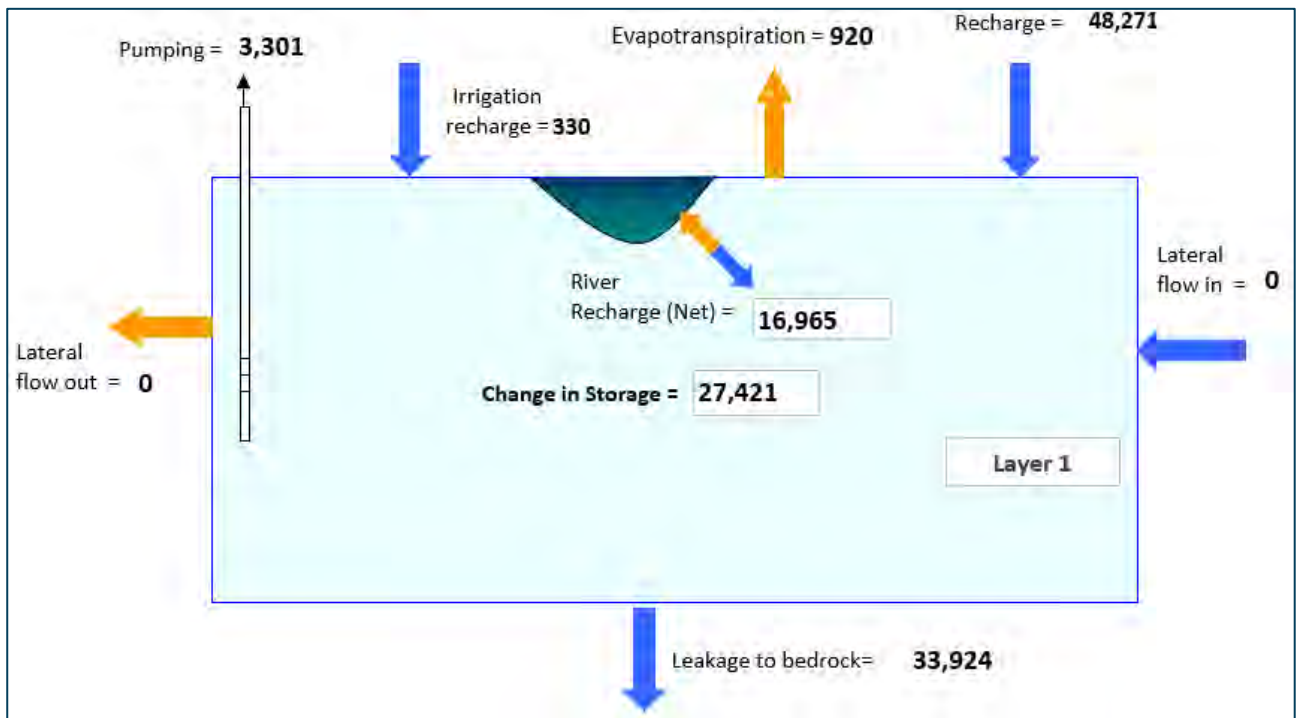 Pumping = 3,301
Evapotranspiration = 920
Recharge = 48,271
Irrigation
recharge = 330
River
Recharge (Net) = 16,965
Lateral
flow in = 0
Lateral
flow out = 0
Change in Storage = 27,421
Layer 1
Leakage to bedrock= 33,924